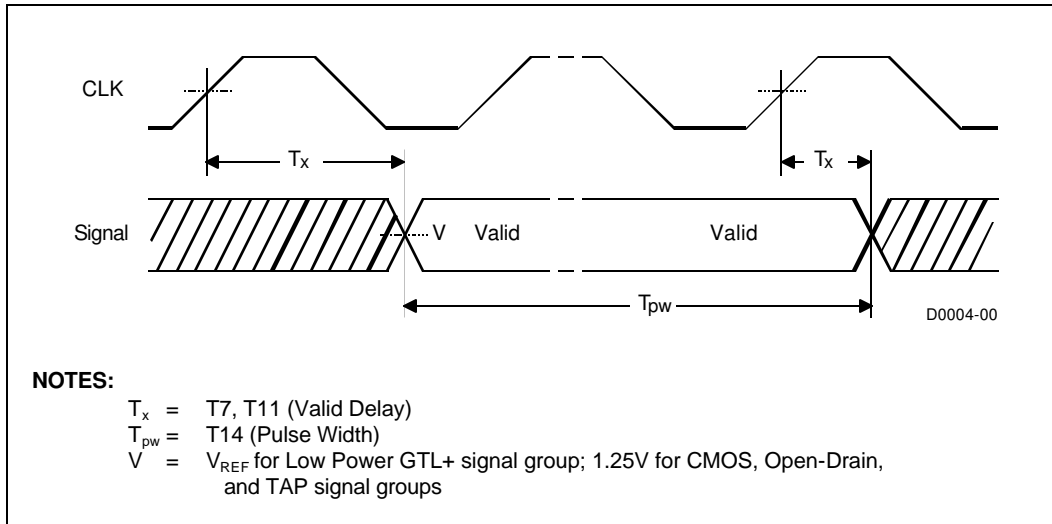 CLK
Tx
Tx
Signal
V
Valid
Valid
Tpw
D0004-00
NOTES:
Tx = T7, T11 (Valid Delay)
Tpw = T14 (Pulse Width)
V = VREF for Low Power GTL+ signal group; 1.25V for CMOS, Open-Drain,
and TAP signal groups